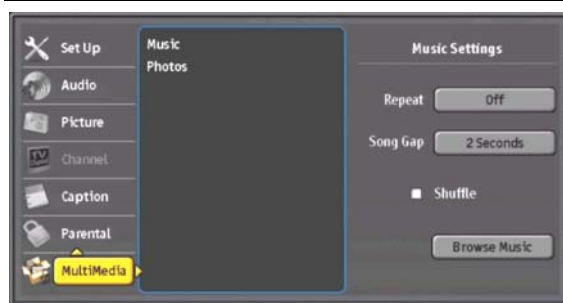 Set Up
Audio
Picture
TV
Channel
Caption
Parental
MultiMedia
Music
Photos
Music Settings
Repeat Off
Song Gap 2 Seconds
Shuffle
Browse Music